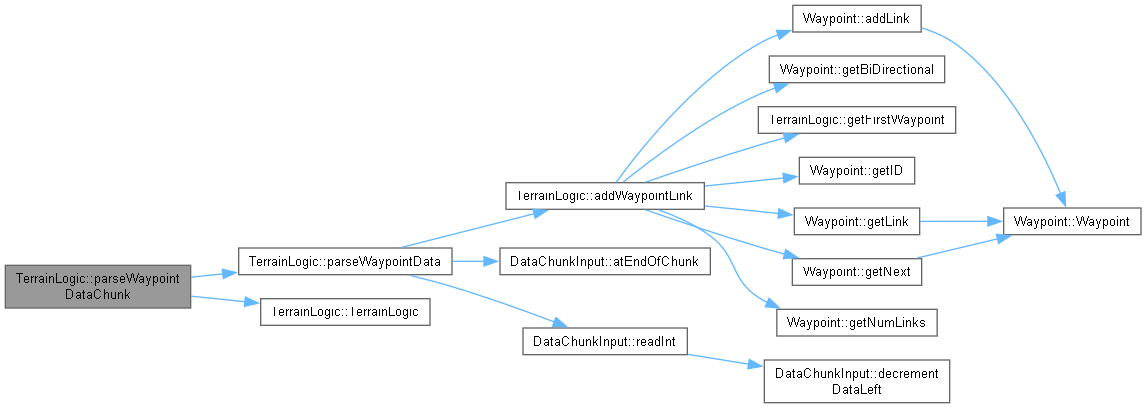 TerrainLogic::parseWaypoint
DataChunk
TerrainLogic::parseWaypointData
TerrainLogic::TerrainLogic
TerrainLogic::addWaypointLink
DataChunkInput::atEndOfChunk
DataChunkInput::readInt
Waypoint::addLink
Waypoint::getBiDirectional
TerrainLogic::getFirstWaypoint
Waypoint::getID
Waypoint::getLink
Waypoint::getNext
Waypoint::getNumLinks
DataChunkInput::decrement
DataLeft
Waypoint::Waypoint